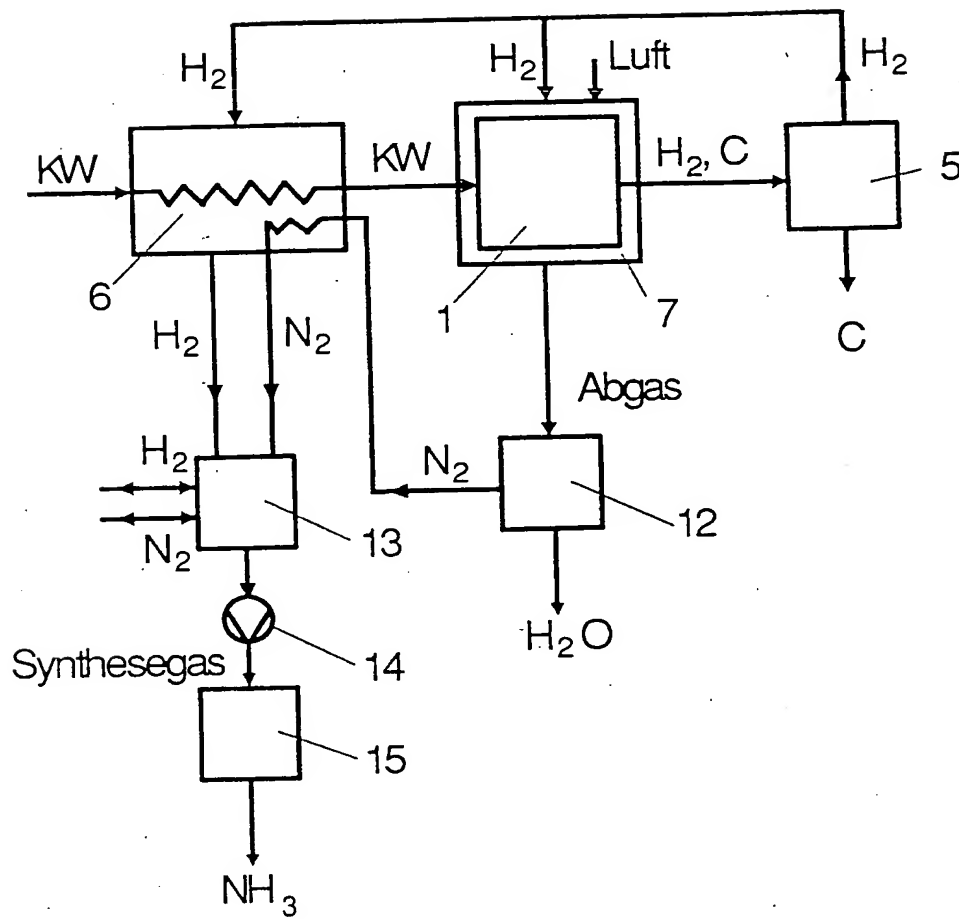 H₂
H₂
Luft
H₂
KW
KW
H₂, C
5
6
1
7
C
H₂
N₂
Abgas
H₂
N₂
N₂
13
12
H₂O
14
Synthesegas
15
NH₃